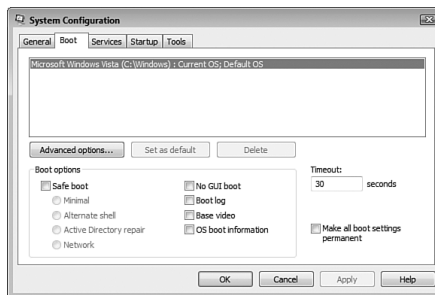 System Configuration
General Boot Services Startup Tools
Microsoft Windows Vista (C:\Windows) : Current OS; Default OS
Advanced options... Set as default Delete
Boot options
Safe boot
Minimal
Alternate shell
Active Directory repair
Network
No GUI boot
Boot log
Base video
OS boot information
Timeout:
30 seconds
Make all boot settings
permanent
OK Cancel Apply Help